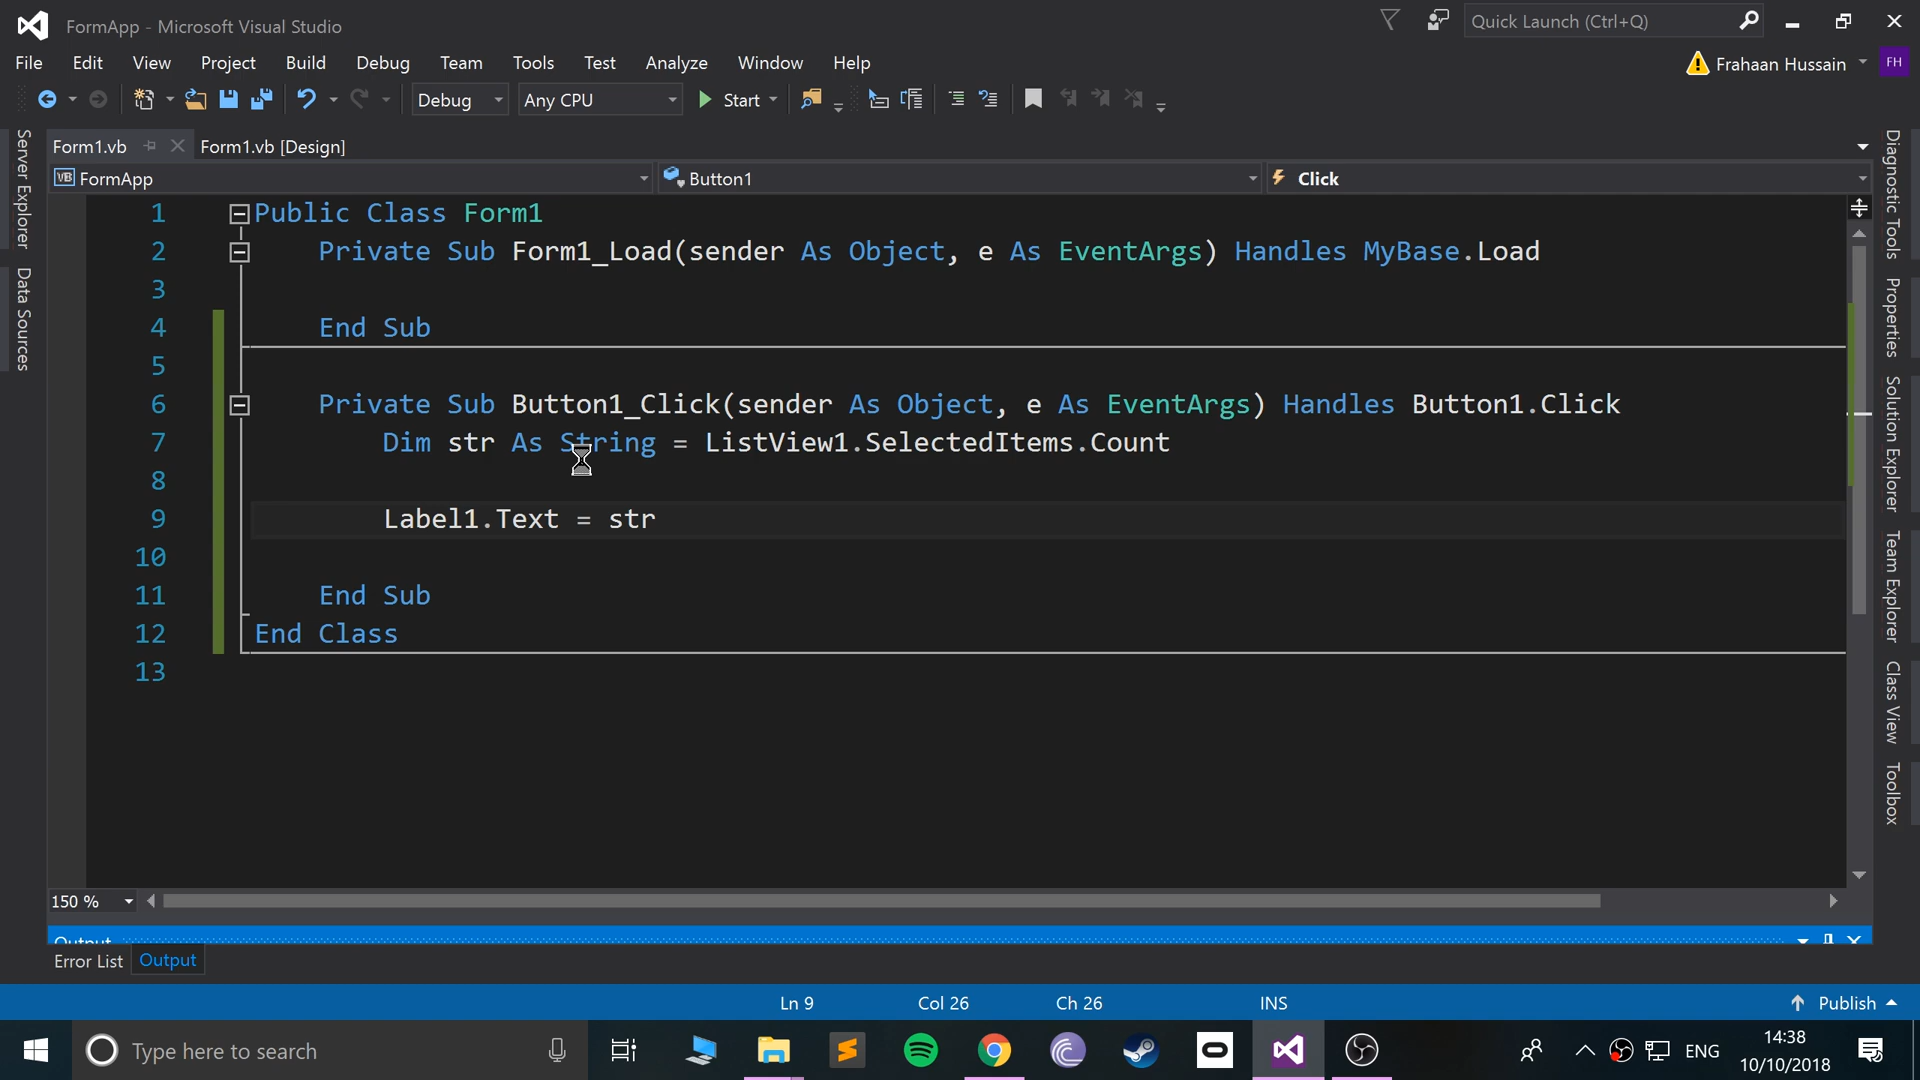 FormApp - Microsoft Visual Studio
Quick Launch (Ctrl+Q)
File Edit View Project Build Debug Team Tools Test Analyze Window Help
Frahaan Hussain FH
Debug Any CPU Start
Form1.vb Form1.vb [Design]
VB FormApp Button1 Click
Server Explorer
Data Sources
Diagnostic Tools
Properties
Solution Explorer
Team Explorer
Class View
Toolbox
1 Public Class Form1
2 Private Sub Form1_Load(sender As Object, e As EventArgs) Handles MyBase.Load
3
4 End Sub
5
6 Private Sub Button1_Click(sender As Object, e As EventArgs) Handles Button1.Click
7 Dim str As String = ListView1.SelectedItems.Count
8
9 Label1.Text = str
10
11 End Sub
12 End Class
13
150 %
Output
Error List Output
Ln 9 Col 26 Ch 26 INS Publish
Type here to search
ENG
14:38
10/10/2018